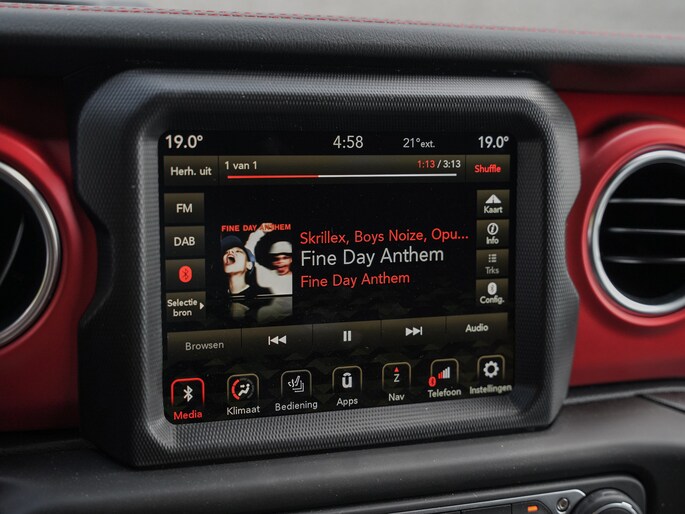 19.0° 4:58 21°ext. 19.0°
Herh. uit 1 van 1 1:13 / 3:13 Shuffle
FM
DAB
Selectie bron
FINE DAY ANTHEM
Skrillex, Boys Noize, Opu...
Fine Day Anthem
Fine Day Anthem
Kaart
Info
Trks
Config.
Browsen Audio
Z
Media Klimaat Bediening Apps Nav Telefoon Instellingen